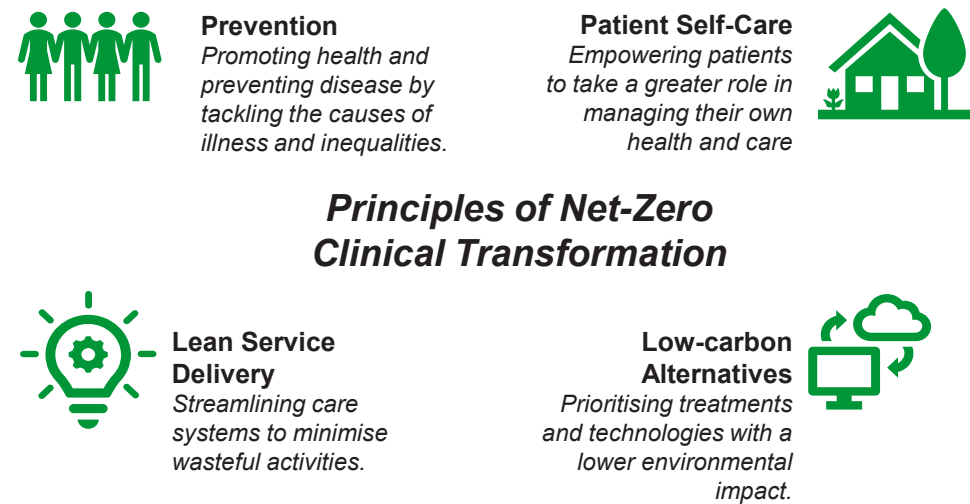 Prevention
Promoting health and
preventing disease by
tackling the causes of
illness and inequalities.
Patient Self-Care
Empowering patients
to take a greater role in
managing their own
health and care
Principles of Net-Zero
Clinical Transformation
Lean Service
Delivery
Streamlining care
systems to minimise
wasteful activities.
Low-carbon
Alternatives
Prioritising treatments
and technologies with a
lower environmental
impact.